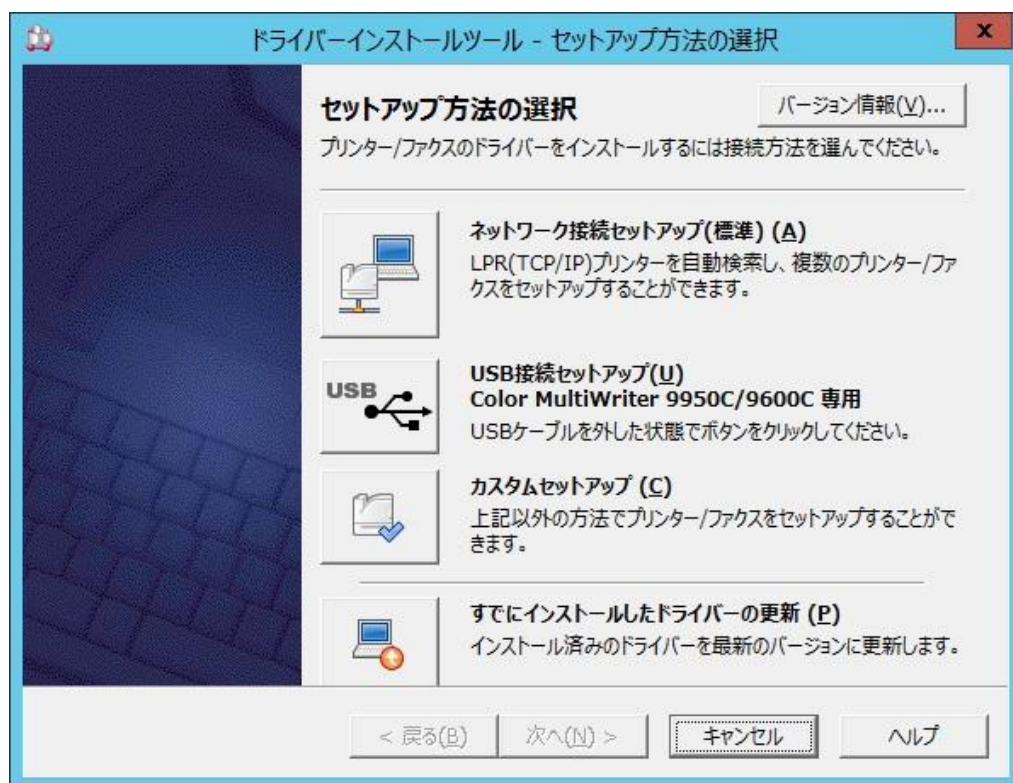 ドライバーインストールツール - セットアップ方法の選択
x
セットアップ方法の選択
バージョン情報(V)...
プリンター/ファクスのドライバーをインストールするには接続方法を選んでください。
ネットワーク接続セットアップ(標準) (A)
LPR(TCP/IP)プリンターを自動検索し、複数のプリンター/ファ
クスをセットアップすることができます。
USB
USB接続セットアップ(U)
Color MultiWriter 9950C/9600C 専用
USBケーブルを外した状態でボタンをクリックしてください。
カスタムセットアップ (C)
上記以外の方法でプリンター/ファクスをセットアップすることがで
きます。
すでにインストールしたドライバーの更新 (P)
インストール済みのドライバーを最新のバージョンに更新します。
< 戻る(B)
次へ(N) >
キャンセル
ヘルプ